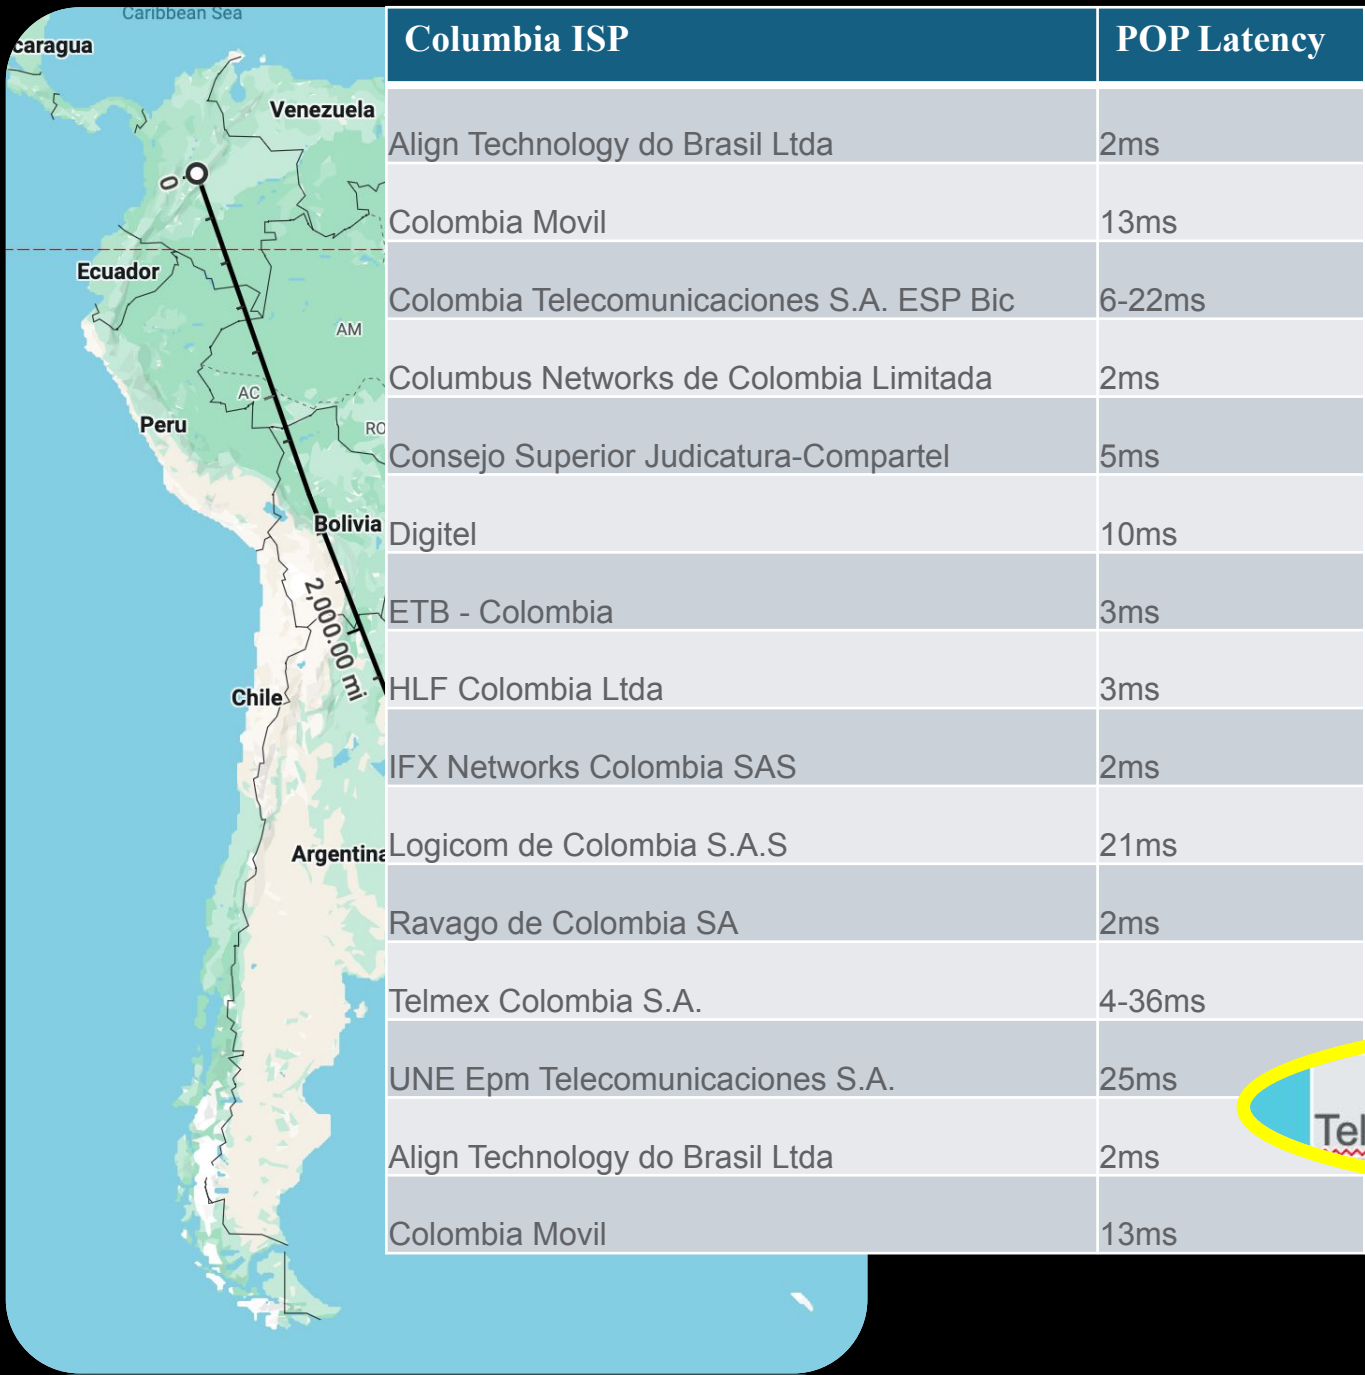 Caribbean Sea
caragua
Venezuela
0
Ecuador
AM
AC
Peru
RO
Bolivia
2,000.00 mi
Chile
Argentina
Columbia ISP POP Latency
Align Technology do Brasil Ltda 2ms
Colombia Movil 13ms
Colombia Telecomunicaciones S.A. ESP Bic 6-22ms
Columbus Networks de Colombia Limitada 2ms
Consejo Superior Judicatura-Compartel 5ms
Digitel 10ms
ETB - Colombia 3ms
HLF Colombia Ltda 3ms
IFX Networks Colombia SAS 2ms
Logicom de Colombia S.A.S 21ms
Ravago de Colombia SA 2ms
Telmex Colombia S.A. 4-36ms
UNE Epm Telecomunicaciones S.A. 25ms
Tel
Align Technology do Brasil Ltda 2ms
Colombia Movil 13ms